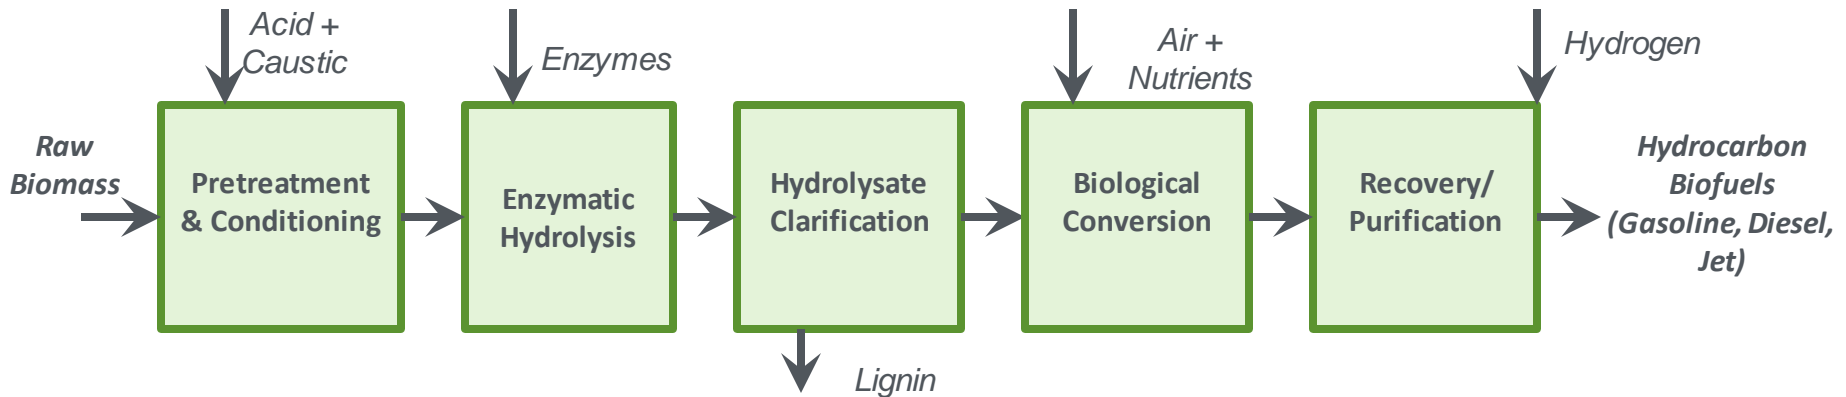 Acid +
Caustic
Enzymes
Air +
Nutrients
Hydrogen
Raw
Biomass
Pretreatment
& Conditioning
Enzymatic
Hydrolysis
Hydrolysate
Clarification
Biological
Conversion
Recovery/
Purification
Hydrocarbon
Biofuels
(Gasoline, Diesel,
Jet)
Lignin